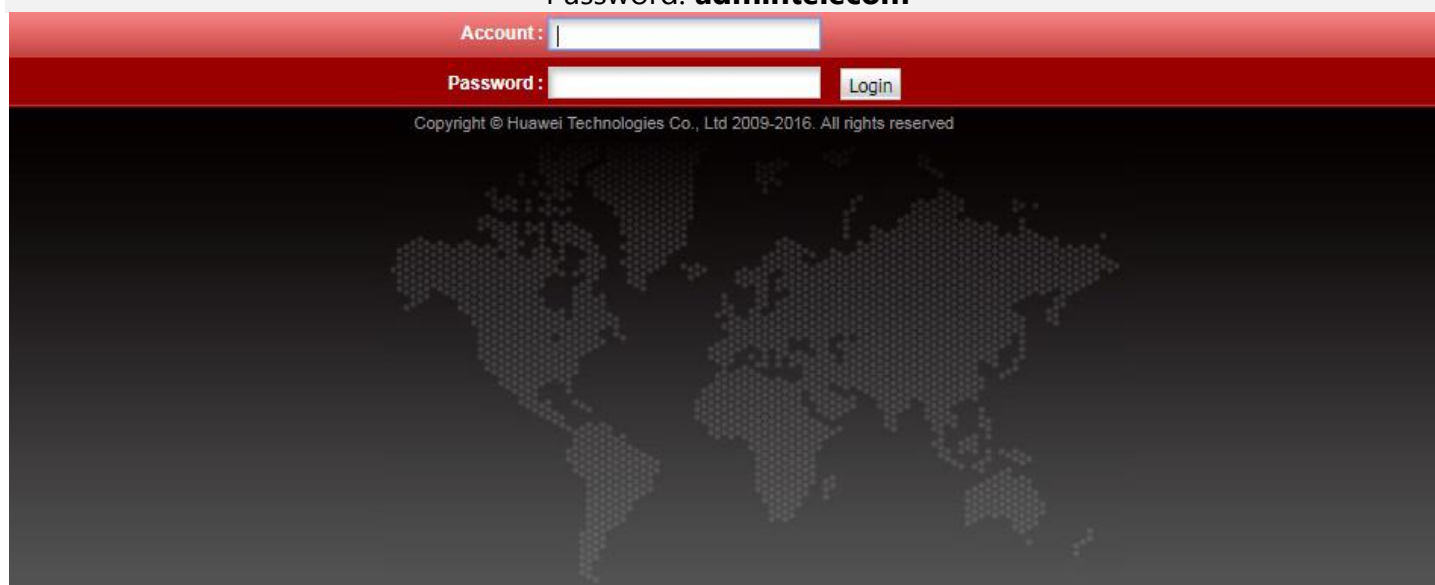 Password: admintelecom
Account :
Password :
Login
Copyright © Huawei Technologies Co., Ltd 2009-2016. All rights reserved